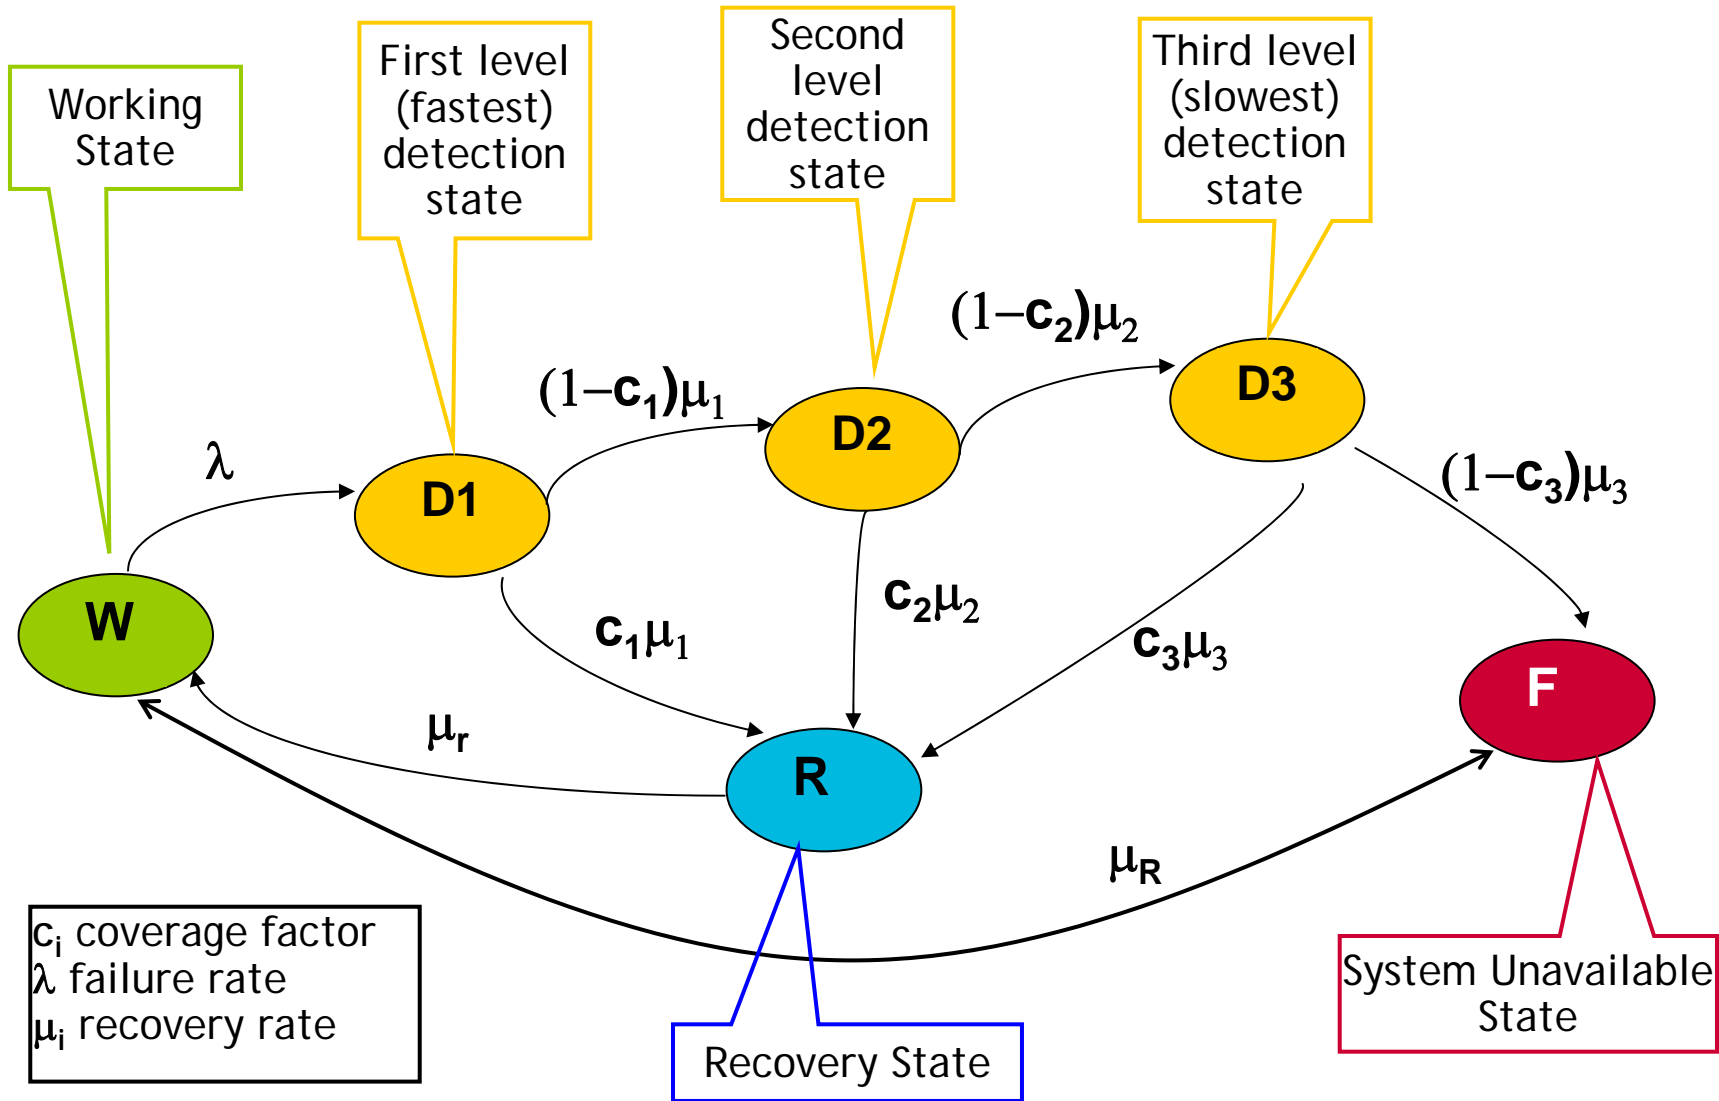 Working
State
First level
(fastest)
detection
state
Second
level
detection
state
Third level
(slowest)
detection
state
(1–c₂)μ₂
D3
(1–c₁)μ₁
D2
λ
D1
(1–c₃)μ₃
W
c₁μ₁
c₂μ₂
c₃μ₃
F
μr
R
μR
cᵢ coverage factor
λ failure rate
μᵢ recovery rate
System Unavailable
State
Recovery State